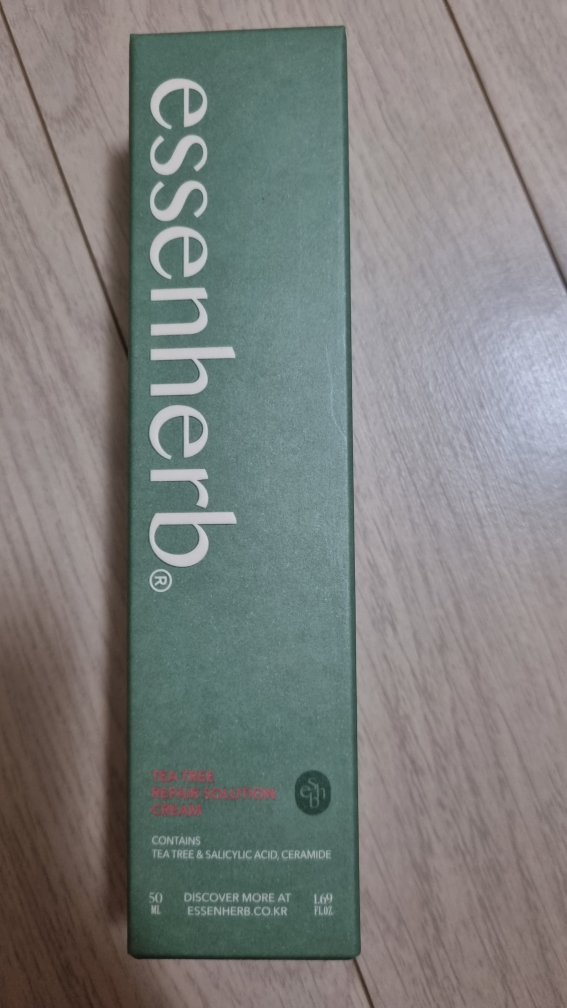 essenherb®
TEA TREE
REPAIR SOLUTION
CREAM
CONTAINS
TEA TREE & SALICYLIC ACID, CERAMIDE
50
ML
DISCOVER MORE AT
ESSENHERB.CO.KR
1.69
FL.OZ.